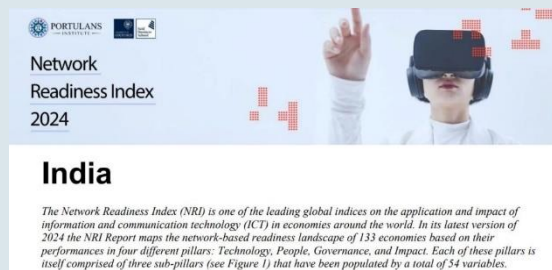 PORTULANS
INSTITUTE
Network
Readiness Index
2024
India
The Network Readiness Index (NRI) is one of the leading global indices on the application and impact of
information and communication technology (ICT) in economies around the world. In its latest version of
2024 the NRI Report maps the network-based readiness landscape of 133 economies based on their
performances in four different pillars: Technology, People, Governance, and Impact. Each of these pillars is
itself comprised of three sub-pillars (see Figure 1) that have been populated by a total of 54 variables.